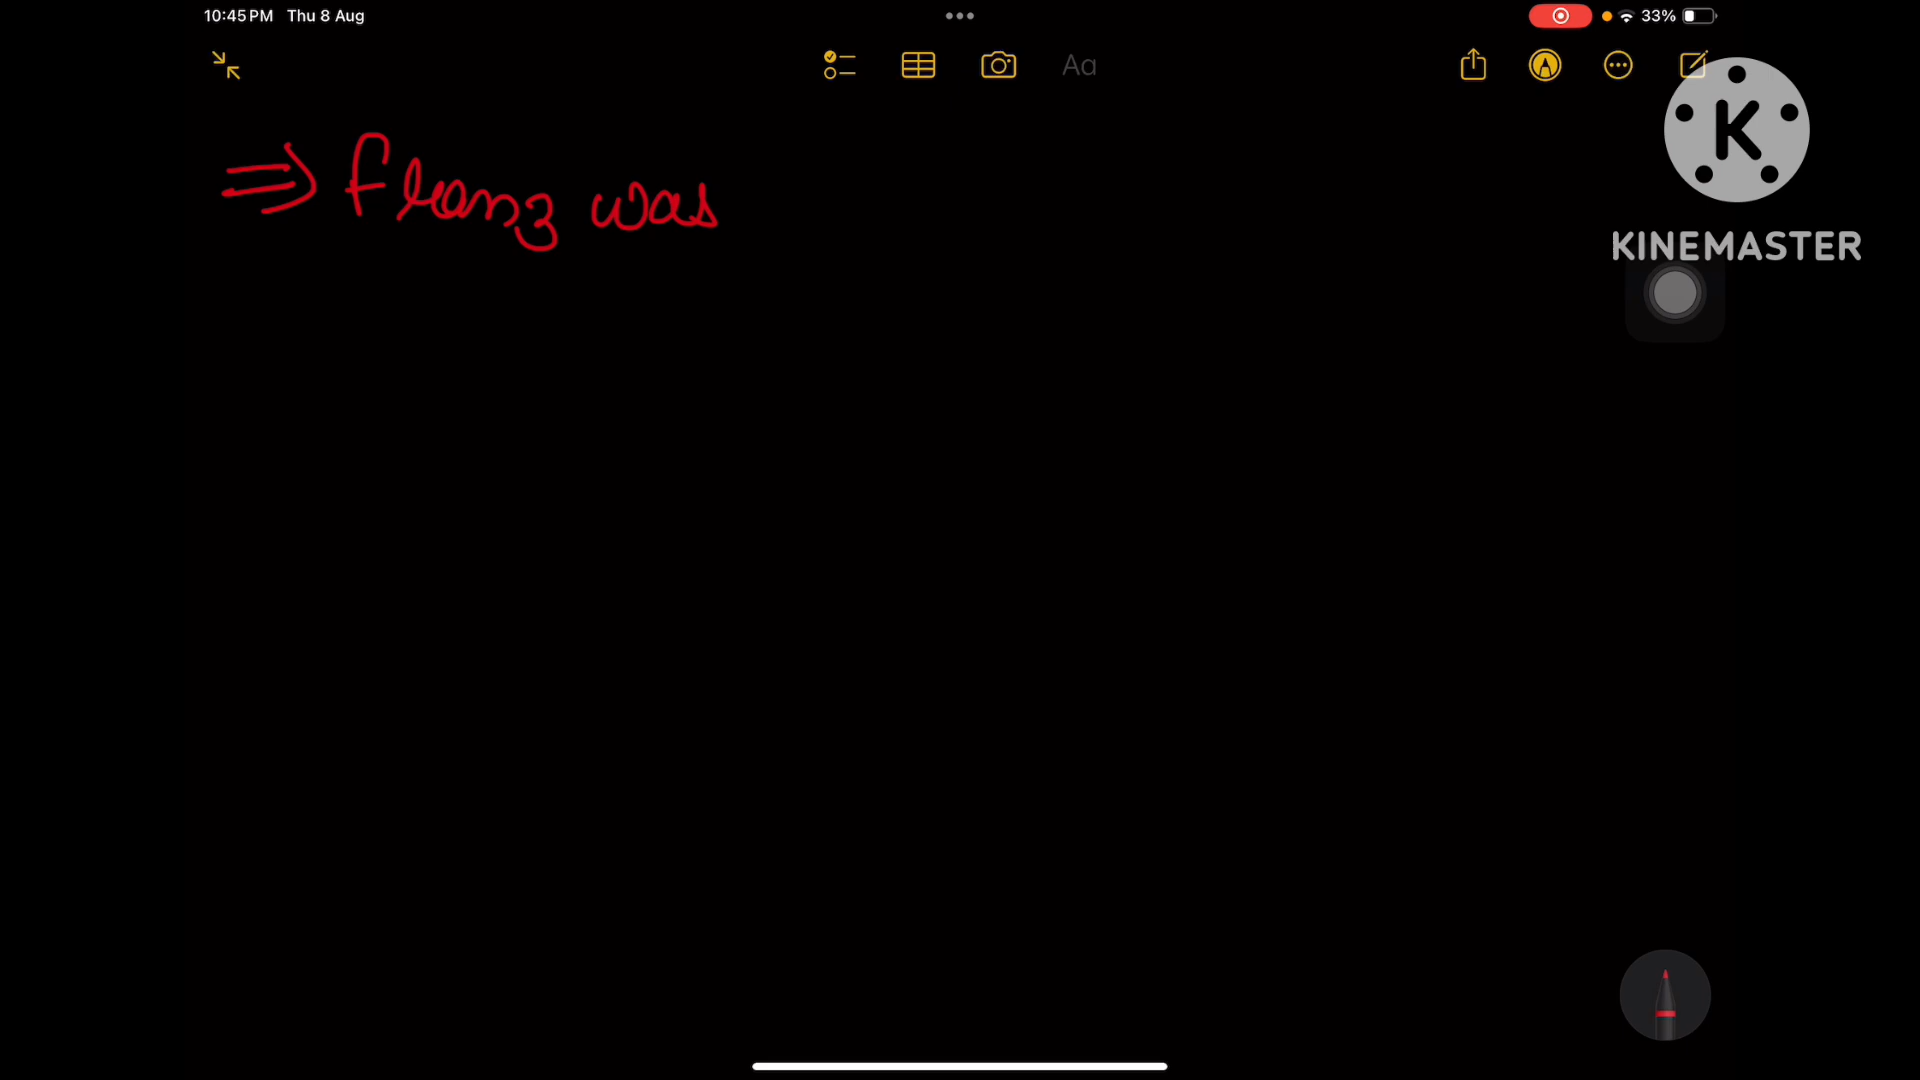 10:45 PM Thu 8 Aug
33%
Aa
K
KINEMASTER
⇒ Franz was